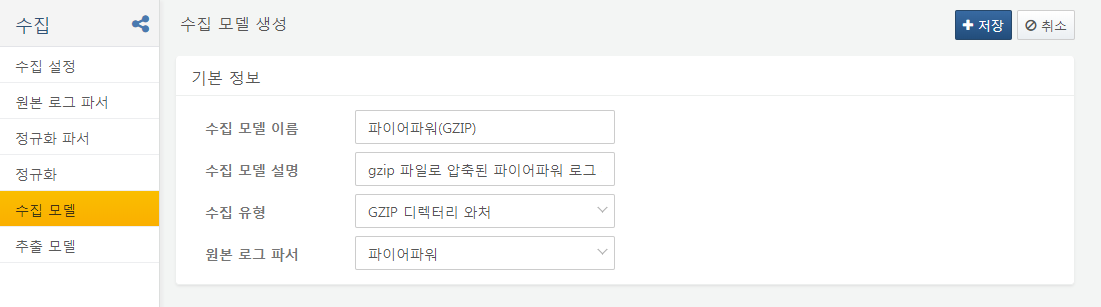 수집
수집 설정
원본 로그 파서
정규화 파서
정규화
수집 모델
추출 모델
수집 모델 생성
저장
취소
기본 정보
수집 모델 이름 파이어파워(GZIP)
수집 모델 설명 gzip 파일로 압축된 파이어파워 로그
수집 유형 GZIP 디렉터리 와처
원본 로그 파서 파이어파워